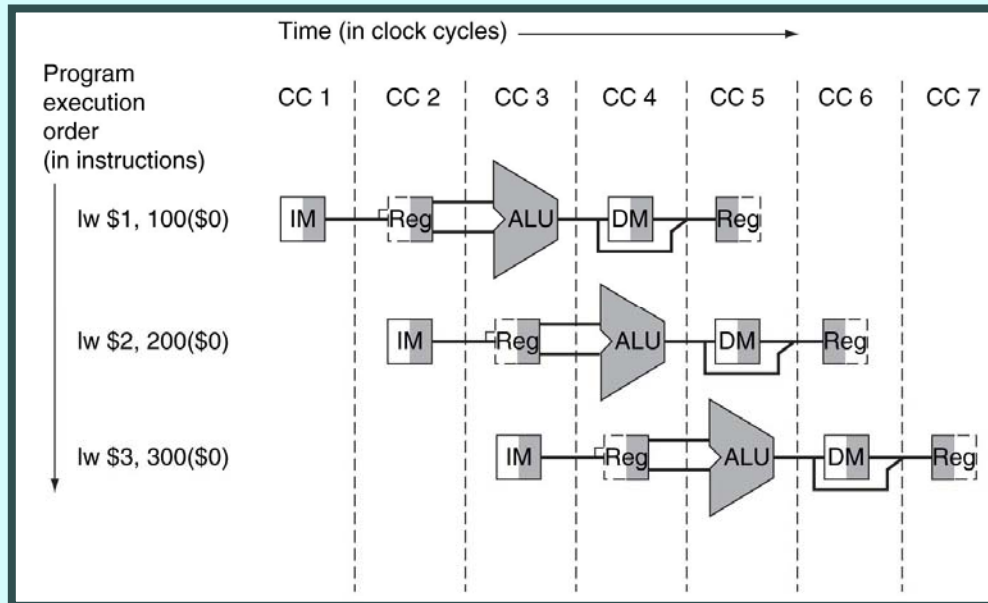 Time (in clock cycles)
Program
execution
order
(in instructions)
CC 1 CC 2 CC 3 CC 4 CC 5 CC 6 CC 7
lw $1, 100($0) IM Reg ALU DM Reg
lw $2, 200($0) IM Reg ALU DM Reg
lw $3, 300($0) IM Reg ALU DM Reg